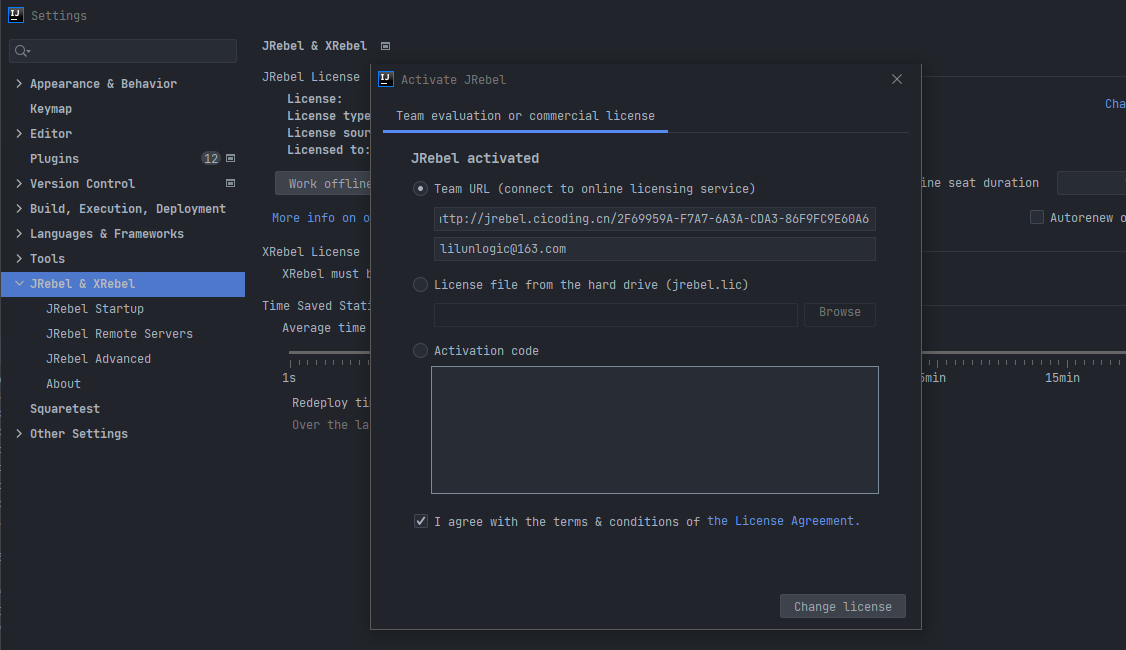 Settings
Appearance & Behavior
Keymap
Editor
Plugins 12
Version Control
Build, Execution, Deployment
Languages & Frameworks
Tools
JRebel & XRebel
JRebel Startup
JRebel Remote Servers
JRebel Advanced
About
Squaretest
Other Settings
JRebel & XRebel
JRebel License
License:
License type
License sour
Licensed to:
Work offline
More info on o
XRebel License
XRebel must b
Time Saved Stati
Average time
1s
Redeploy ti
Over the la
Activate JRebel
Team evaluation or commercial license
JRebel activated
Team URL (connect to online licensing service)
ttp://jrebel.cicoding.cn/2F69959A-F7A7-6A3A-CDA3-86F9FC9E60A6
lilunlogic@163.com
License file from the hard drive (jrebel.lic)
Browse
Activation code
I agree with the terms & conditions of the License Agreement.
Change license
Cha
ine seat duration
Autorenew o
min
15min